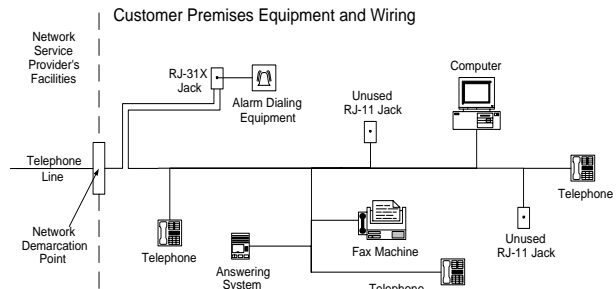 Customer Premises Equipment and Wiring
Network
Service
Provider's
Facilities
RJ-31X
Jack
Alarm Dialing
Equipment
Unused
RJ-11 Jack
Computer
Telephone
Line
Network
Demarcation
Point
Telephone
Answering
System
Fax Machine
Telephone
Unused
RJ-11 Jack
Telephone